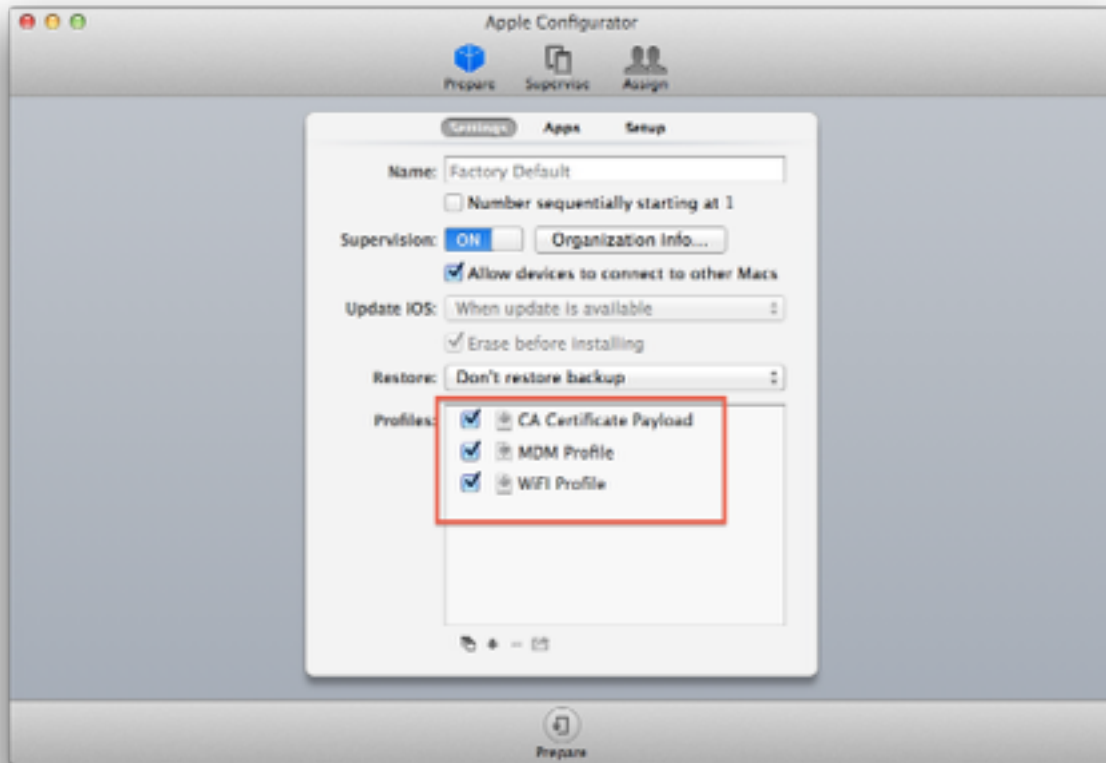 Apple Configurator
Prepare Supervise Assign
Settings Apps Setup
Name: Factory Default
Number sequentially starting at 1
Supervision: ON Organization Info...
Allow devices to connect to other Macs
Update iOS: When update is available
Erase before installing
Restore: Don't restore backup
Profiles: CA Certificate Payload
MDM Profile
WiFI Profile
Prepare